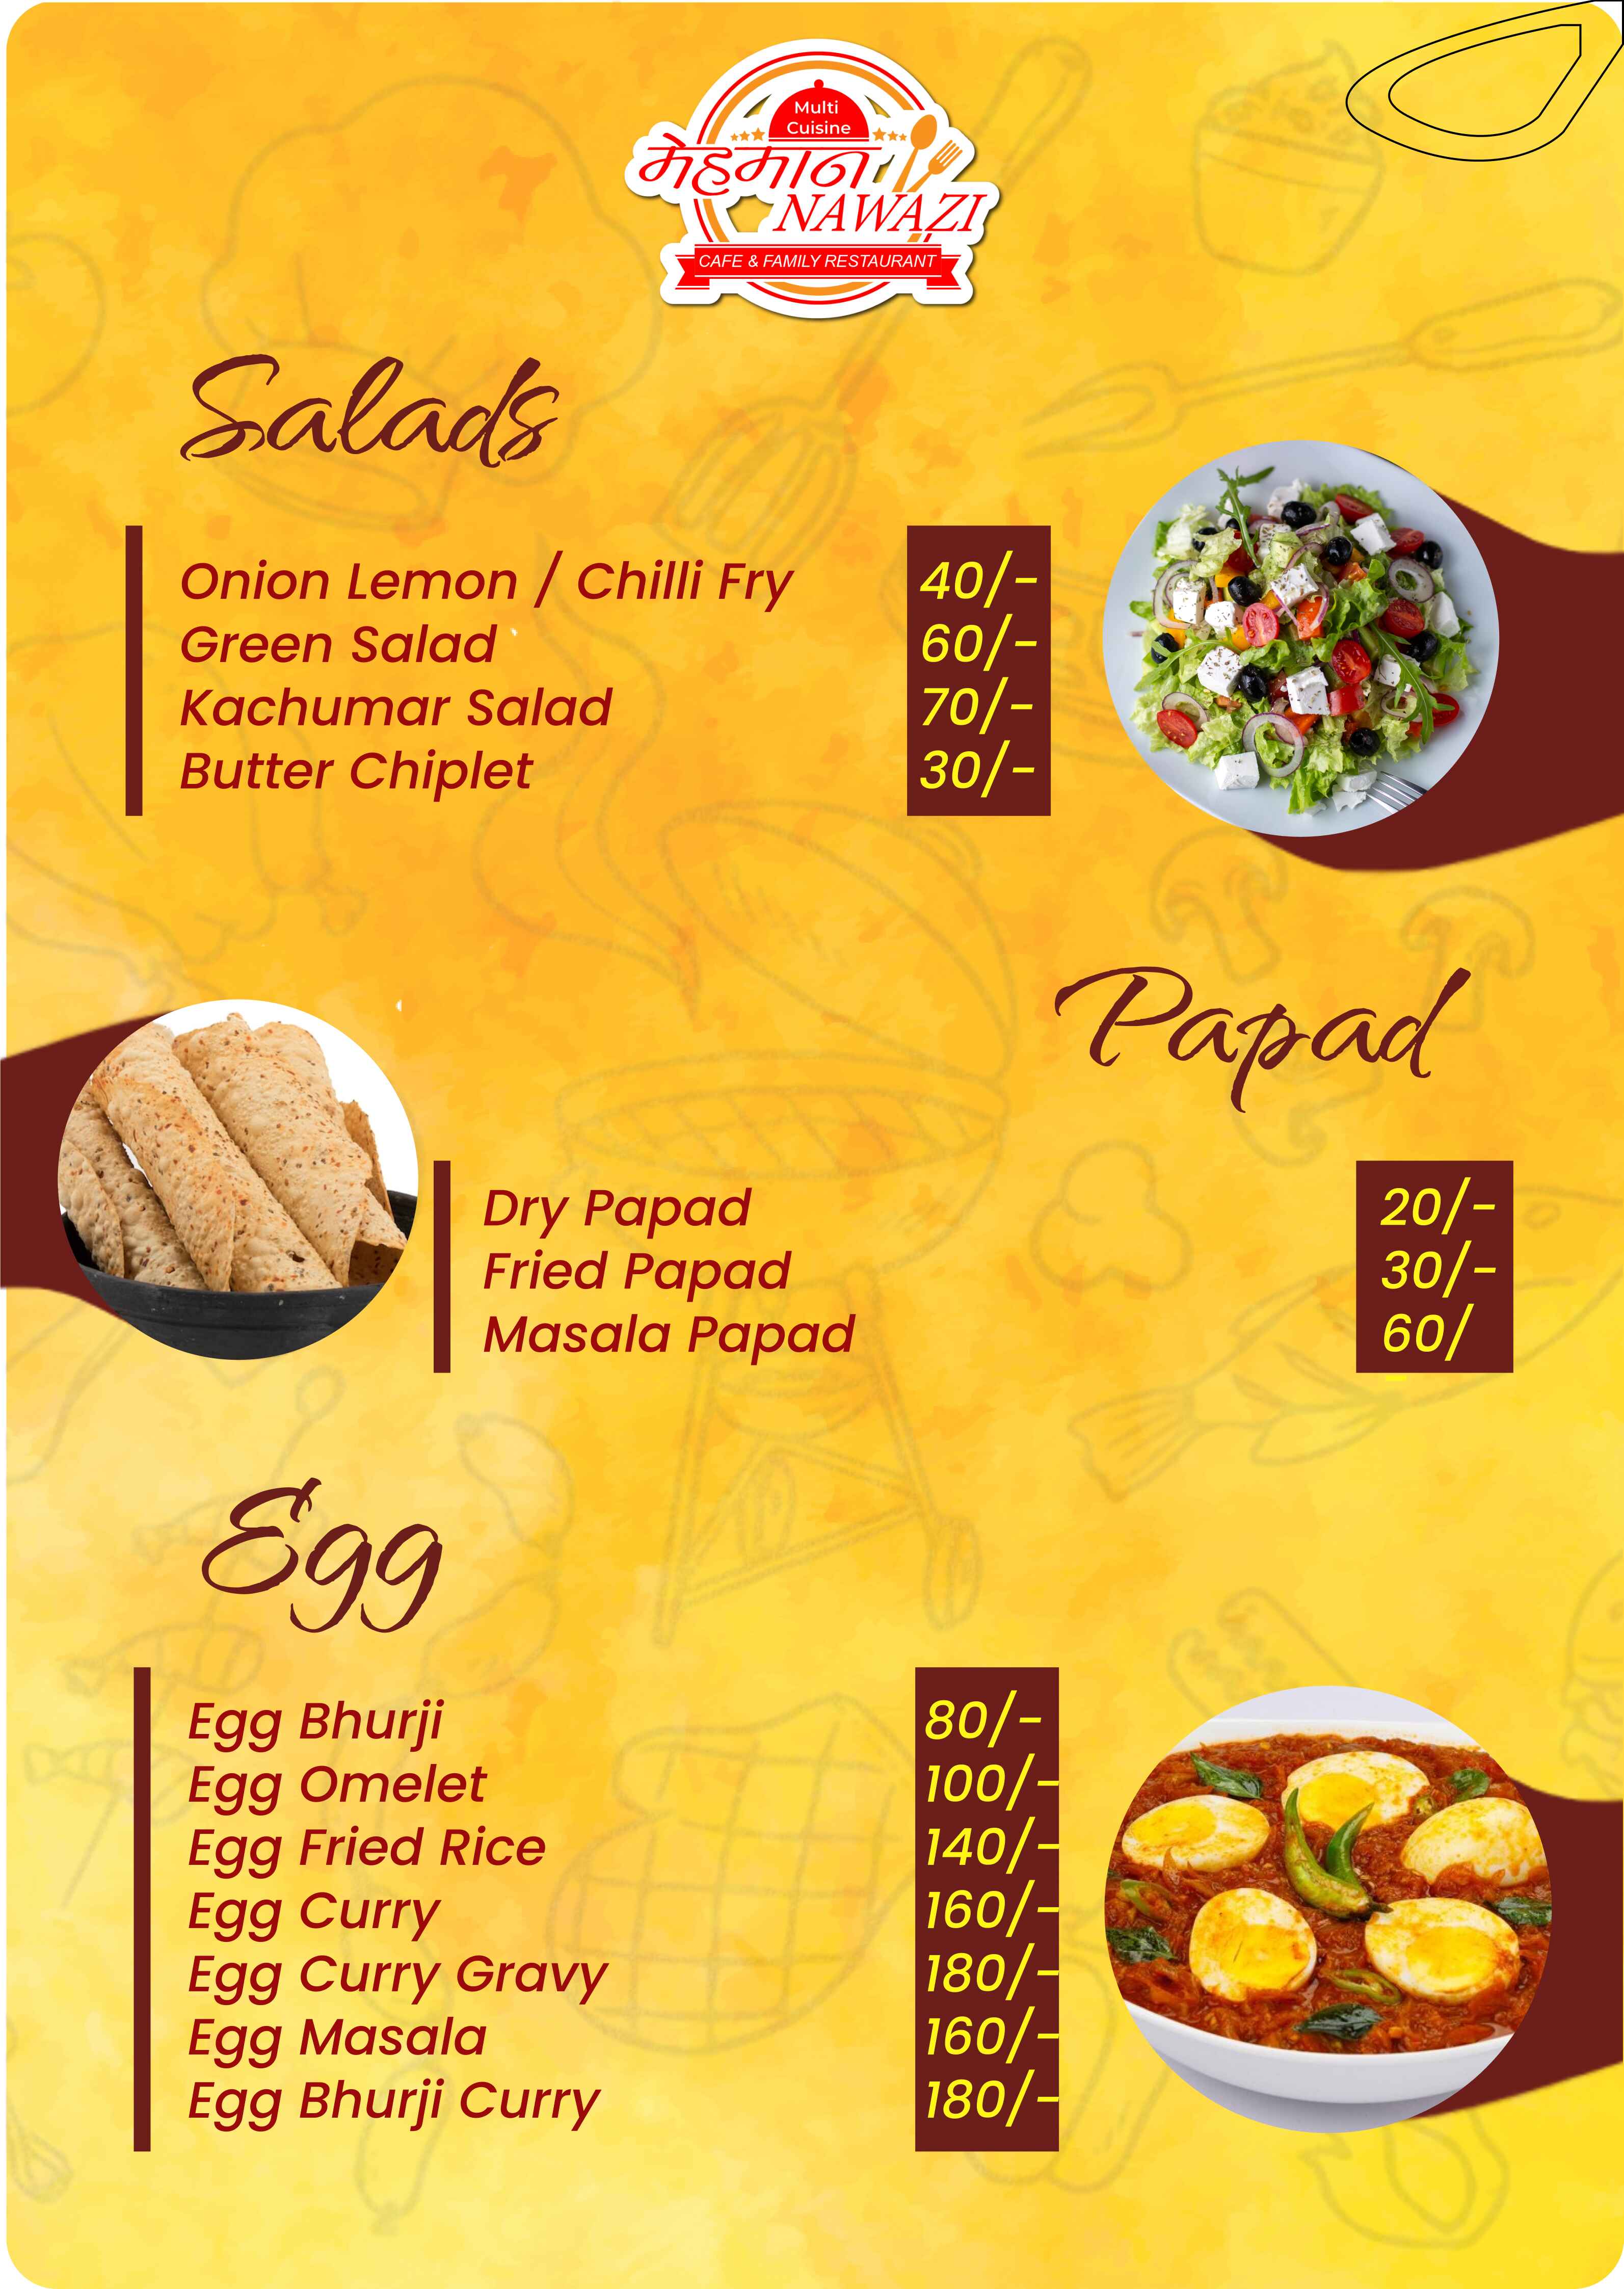 Multi
Cuisine
मेहमान
NAWAZI
CAFE & FAMILY RESTAURANT
Salads
Onion Lemon / Chilli Fry 40/-
Green Salad 60/-
Kachumar Salad 70/-
Butter Chiplet 30/-
Papad
Dry Papad 20/-
Fried Papad 30/-
Masala Papad 60/
-
Egg
Egg Bhurji 80/-
Egg Omelet 100/-
Egg Fried Rice 140/-
Egg Curry 160/-
Egg Curry Gravy 180/-
Egg Masala 160/-
Egg Bhurji Curry 180/-